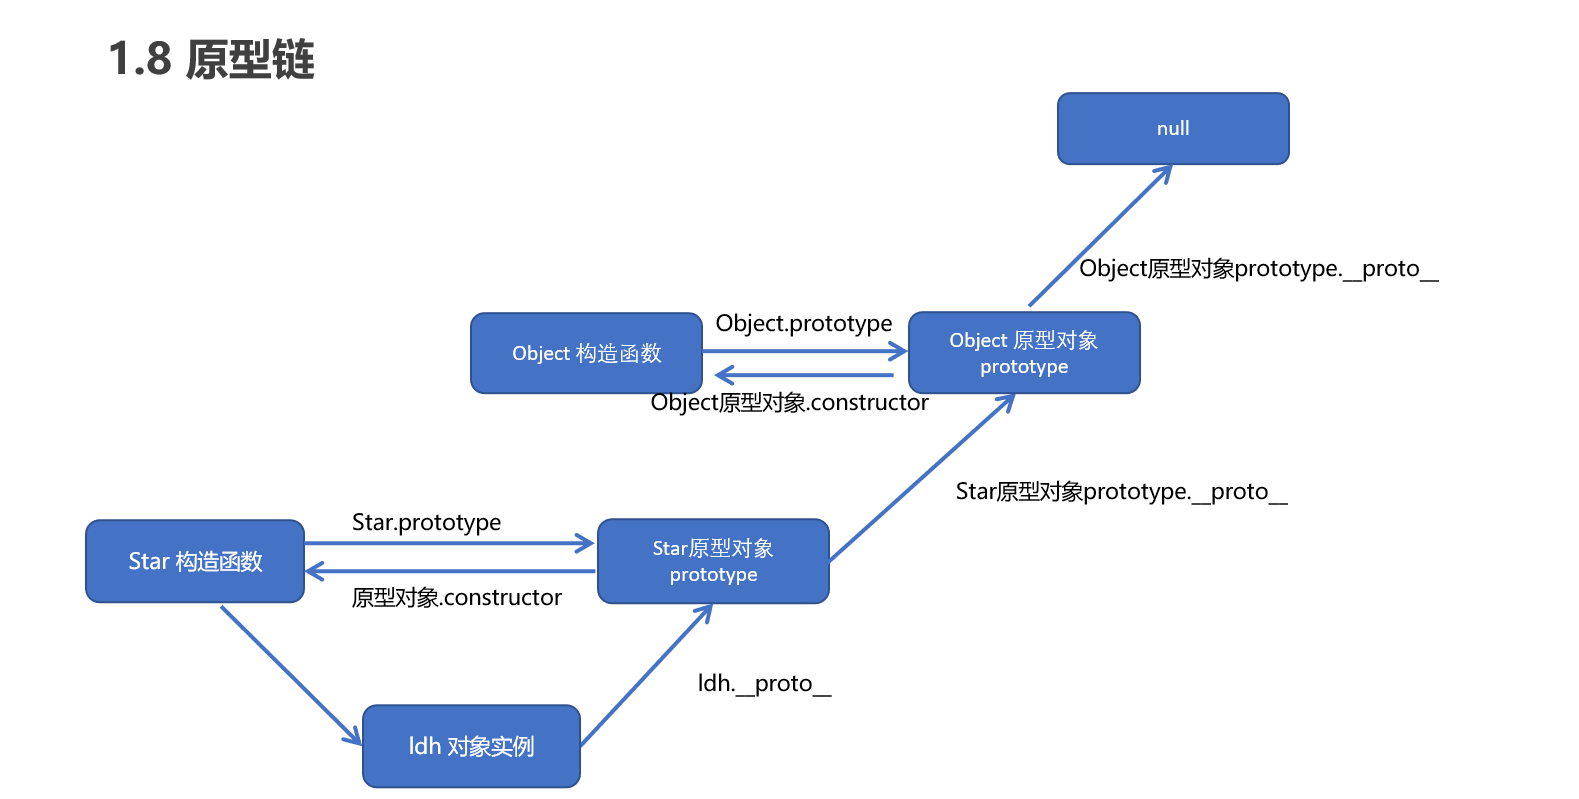 1.8 原型链
null
Object原型对象prototype.__proto__
Object.prototype
Object 构造函数
Object 原型对象
prototype
Object原型对象.constructor
Star原型对象prototype.__proto__
Star.prototype
Star 构造函数
Star原型对象
prototype
原型对象.constructor
ldh.__proto__
ldh 对象实例